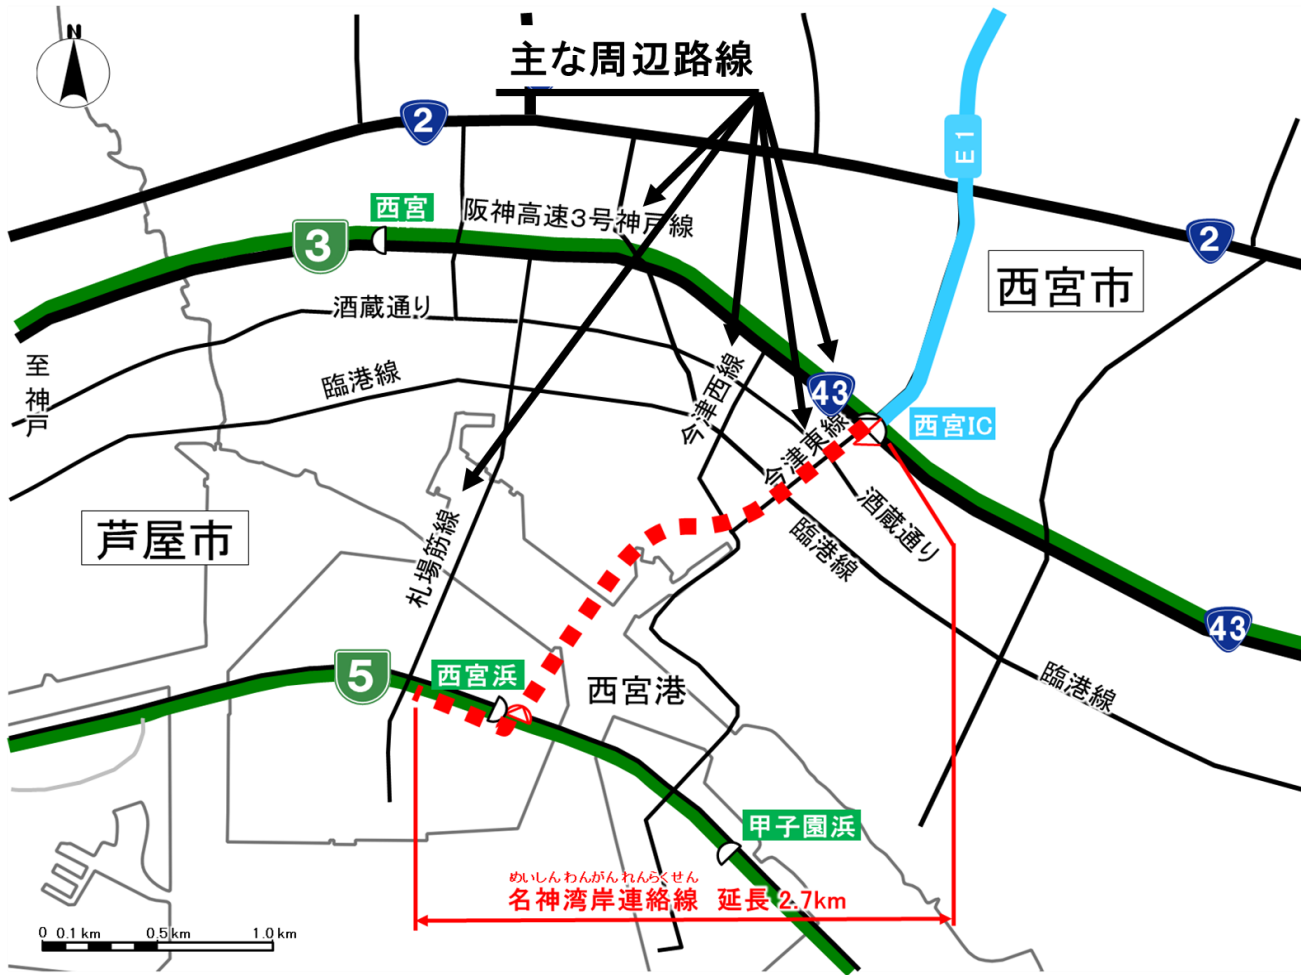 N
主な周辺路線
2
E1
西宮
阪神高速3号神戸線
3
2
西宮市
酒蔵通り
至 神戸
臨港線
今津西線
43
西宮IC
今津東線
酒蔵通り
芦屋市
札場筋線
臨港線
43
5
西宮浜
西宮港
臨港線
甲子園浜
めいしんわんがんれんらくせん
名神湾岸連絡線 延長 2.7km
0 0.1 km 0.5 km 1.0 km